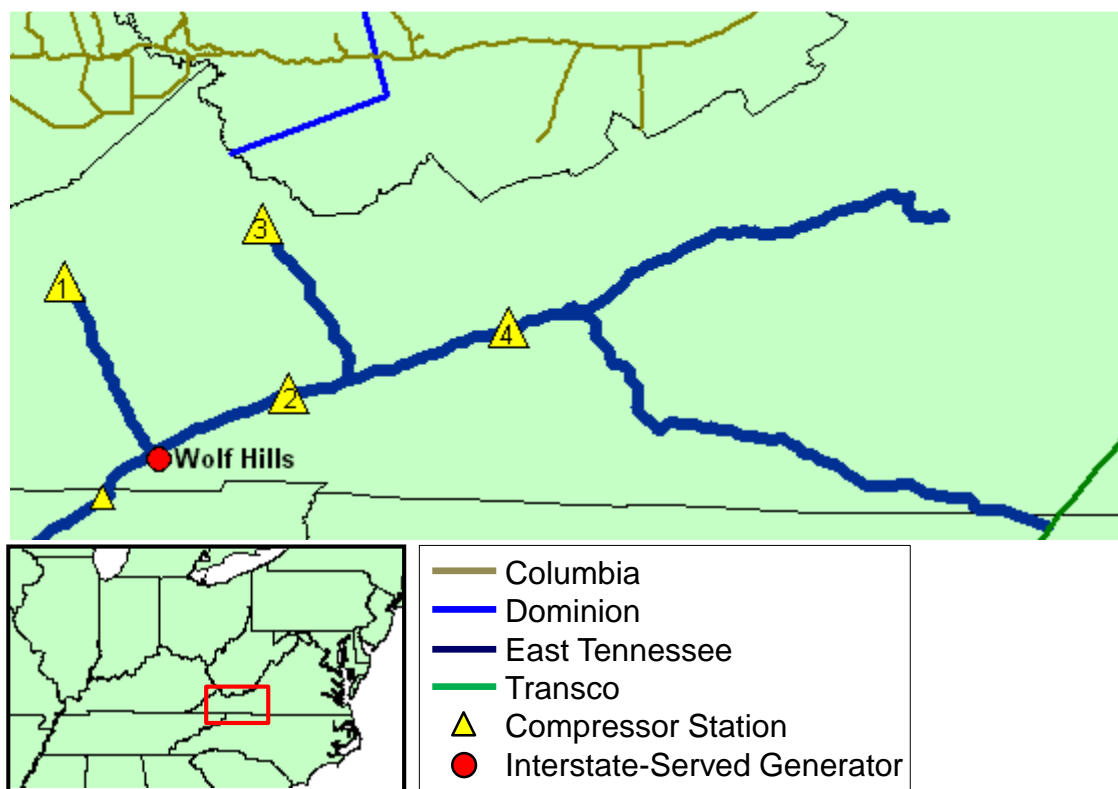 3
1
4
2
Wolf Hills
Columbia
Dominion
East Tennessee
Transco
Compressor Station
Interstate-Served Generator